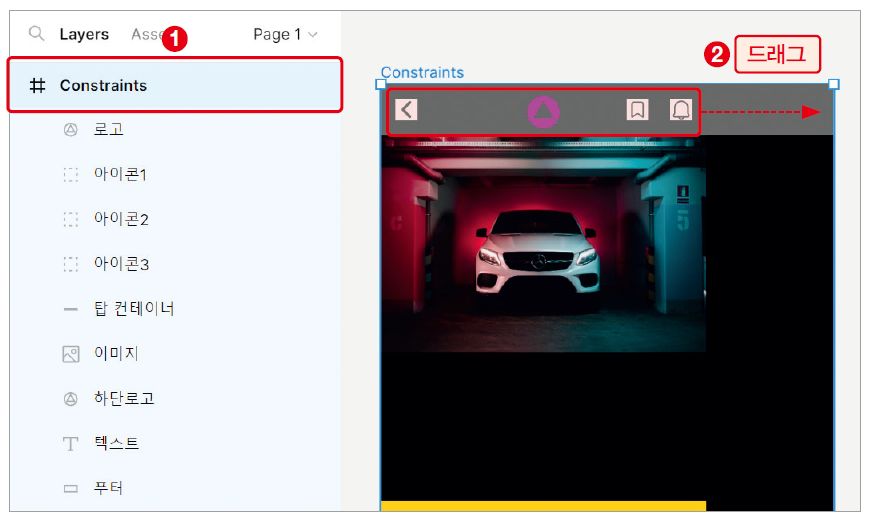 Layers
Asse
Page 1
1
2
드래그
Constraints
Constraints
로고
아이콘1
아이콘2
아이콘3
탑 컨테이너
이미지
하단로고
텍스트
푸터
5